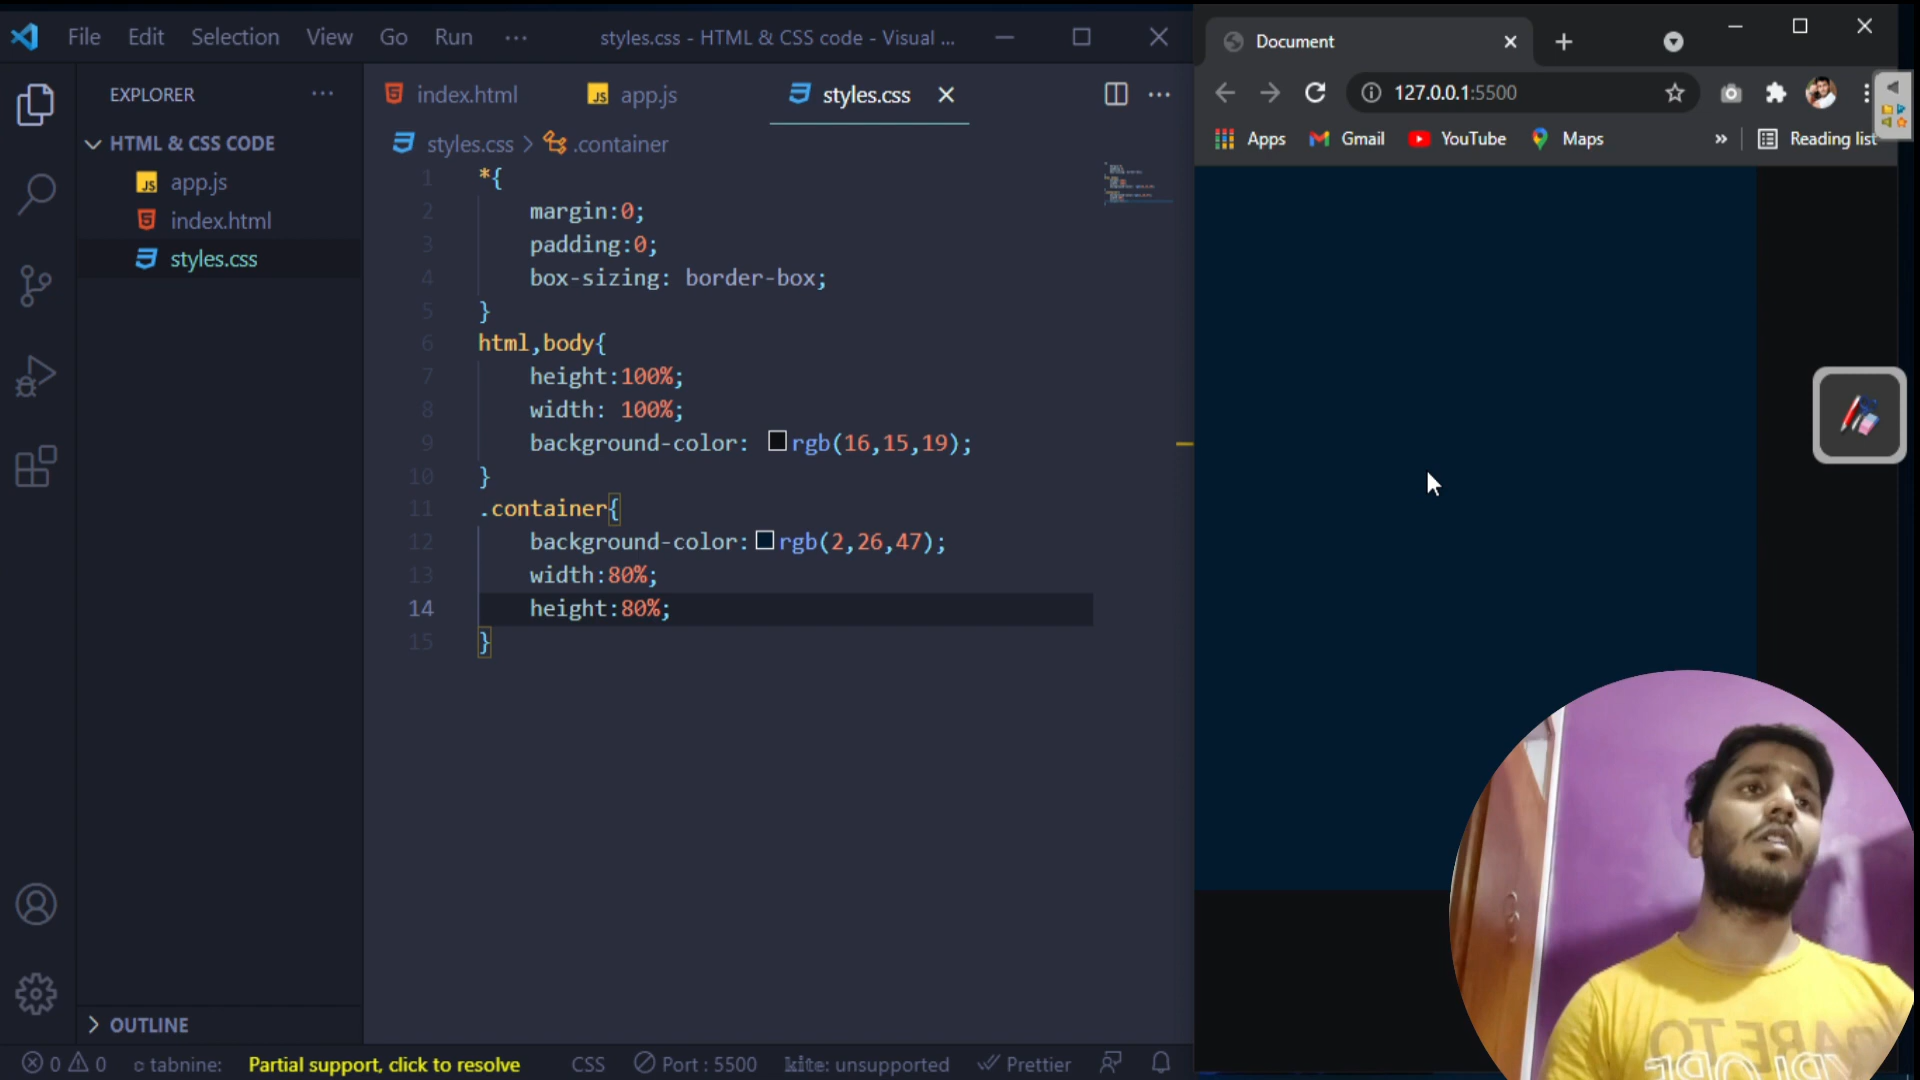 File Edit Selection View Go Run ··· styles.css - HTML & CSS code - Visual ...
EXPLORER ···
HTML & CSS CODE
JS app.js
index.html
styles.css
OUTLINE
index.html JS app.js styles.css
styles.css > .container
1 *{
2 margin:0;
3 padding:0;
4 box-sizing: border-box;
5 }
6 html,body{
7 height:100%;
8 width: 100%;
9 background-color: rgb(16,15,19);
10 }
11 .container{
12 background-color: rgb(2,26,47);
13 width:80%;
14 height:80%;
15 }
0 0 tabnine: Partial support, click to resolve CSS Port : 5500 kite: unsupported Prettier
Document
127.0.0.1:5500
Apps Gmail YouTube Maps » Reading list